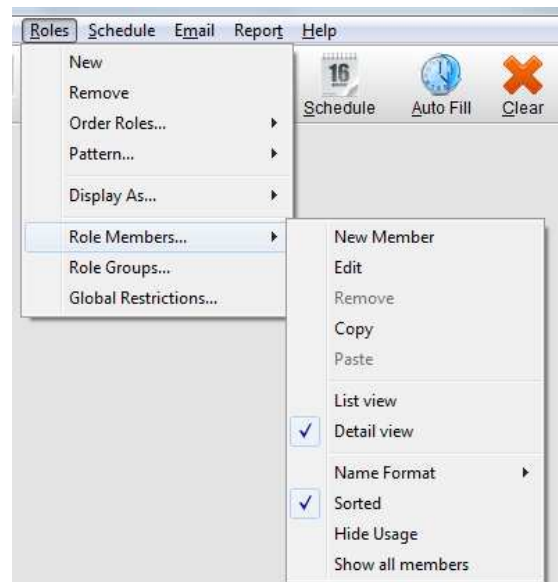 Roles Schedule Email Report Help
16
Schedule Auto Fill Clear
New
Remove
Order Roles...
Pattern...
Display As...
Role Members...
Role Groups...
Global Restrictions...
New Member
Edit
Remove
Copy
Paste
List view
Detail view
Name Format
Sorted
Hide Usage
Show all members